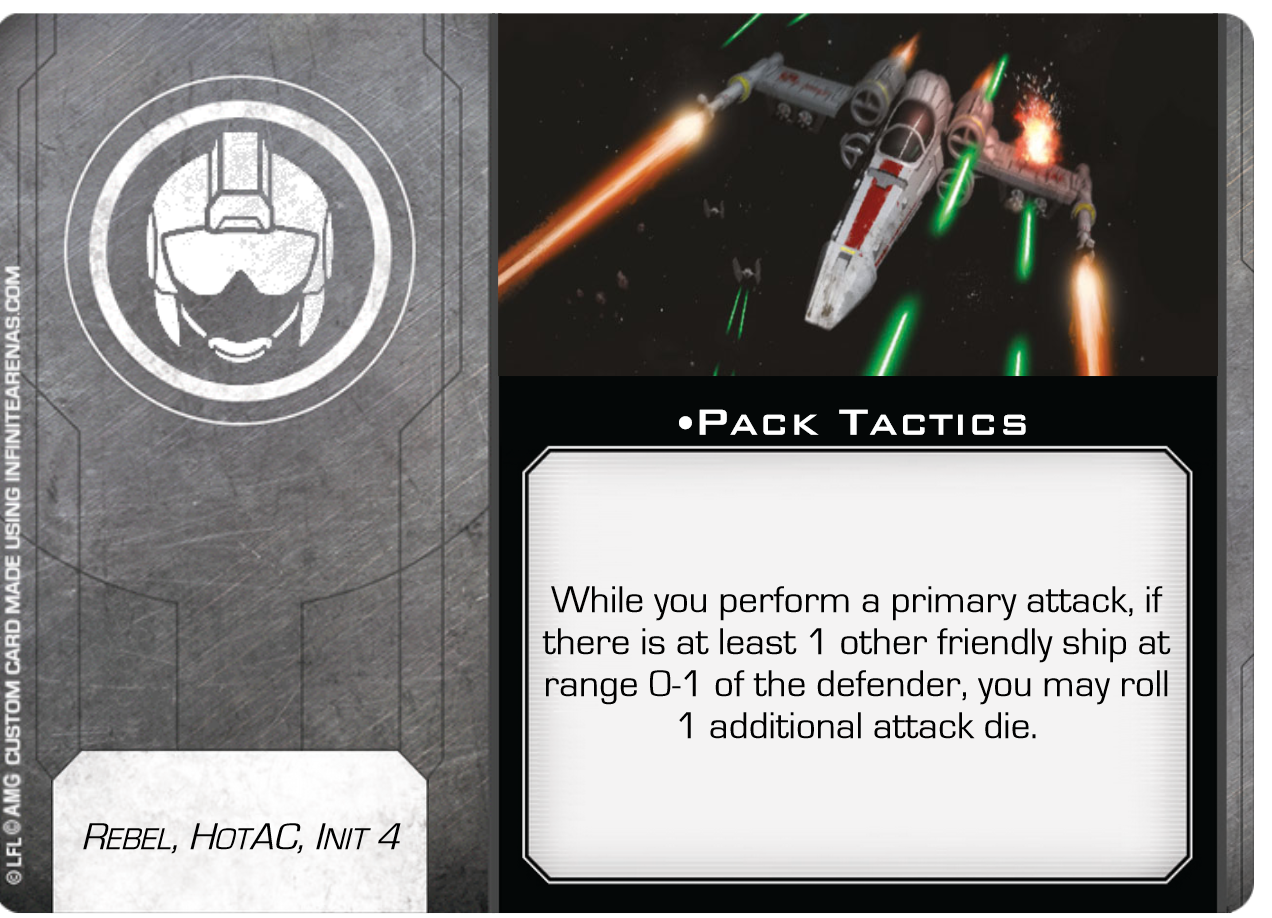 ©LFL ©AMG CUSTOM CARD MADE USING INFINITEARENAS.COM
•PACK TACTICS
While you perform a primary attack, if
there is at least 1 other friendly ship at
range 0-1 of the defender, you may roll
1 additional attack die.
REBEL, HOTAC, INIT 4